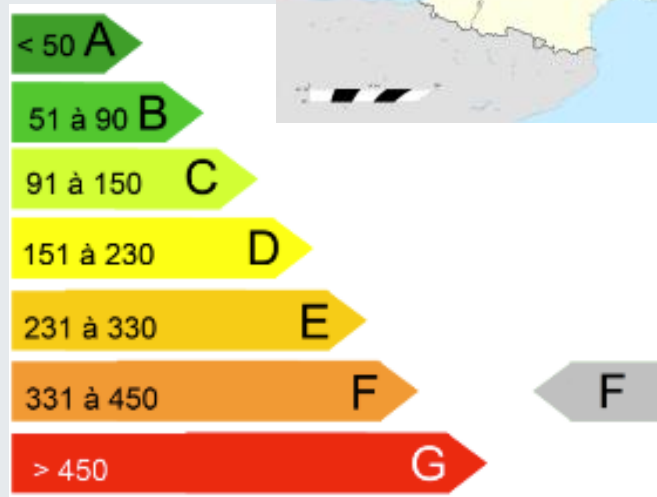 < 50 A
51 à 90 B
91 à 150 C
151 à 230 D
231 à 330 E
331 à 450 F
F
> 450 G